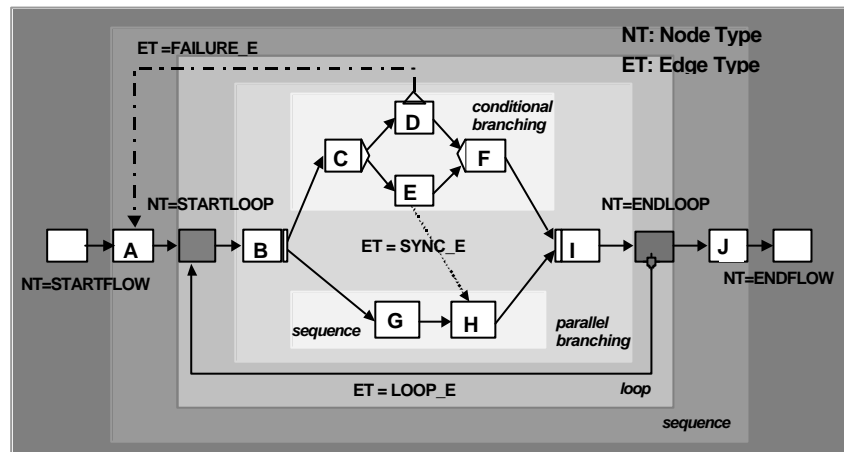 NT: Node Type
ET: Edge Type
ET =FAILURE_E
conditional
branching
D
C
F
E
NT=STARTLOOP
NT=ENDLOOP
A
B
ET = SYNC_E
I
J
NT=STARTFLOW
NT=ENDFLOW
G
H
sequence
parallel
branching
ET = LOOP_E
loop
sequence